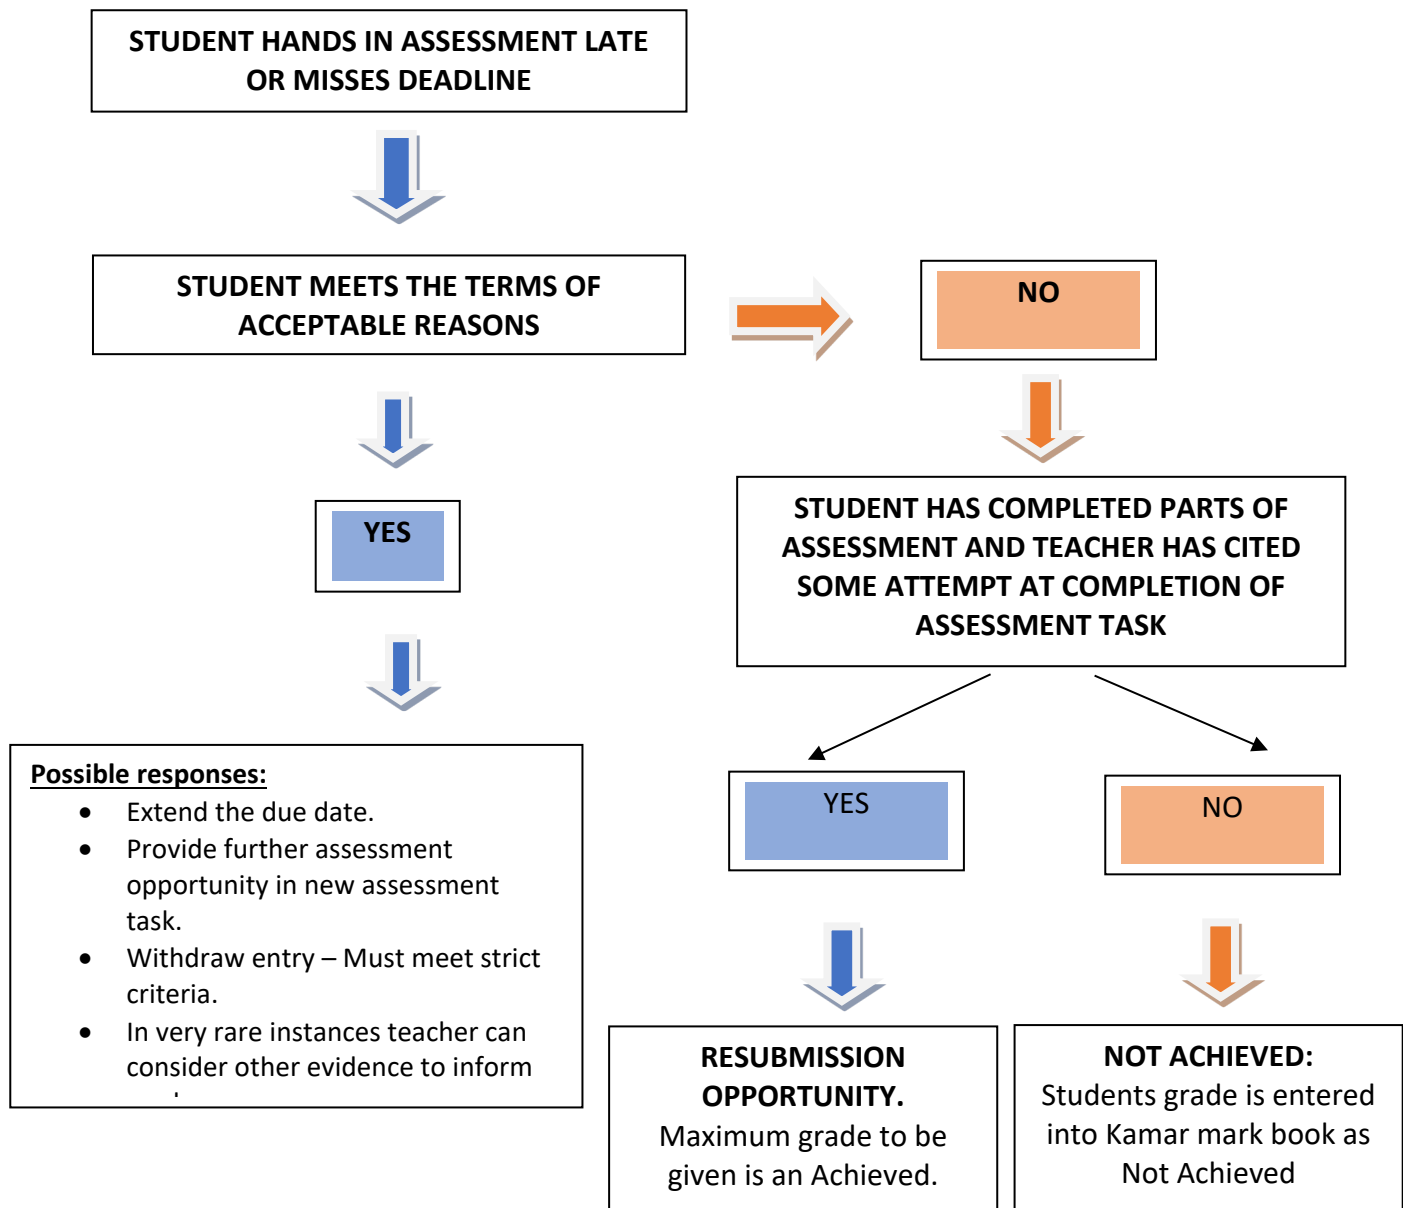 STUDENT HANDS IN ASSESSMENT LATE
OR MISSES DEADLINE
STUDENT MEETS THE TERMS OF
ACCEPTABLE REASONS
NO
YES
STUDENT HAS COMPLETED PARTS OF
ASSESSMENT AND TEACHER HAS CITED
SOME ATTEMPT AT COMPLETION OF
ASSESSMENT TASK
Possible responses:
• Extend the due date.
• Provide further assessment
opportunity in new assessment
task.
• Withdraw entry – Must meet strict
criteria.
• In very rare instances teacher can
consider other evidence to inform
YES
NO
RESUBMISSION
OPPORTUNITY.
Maximum grade to be
given is an Achieved.
NOT ACHIEVED:
Students grade is entered
into Kamar mark book as
Not Achieved